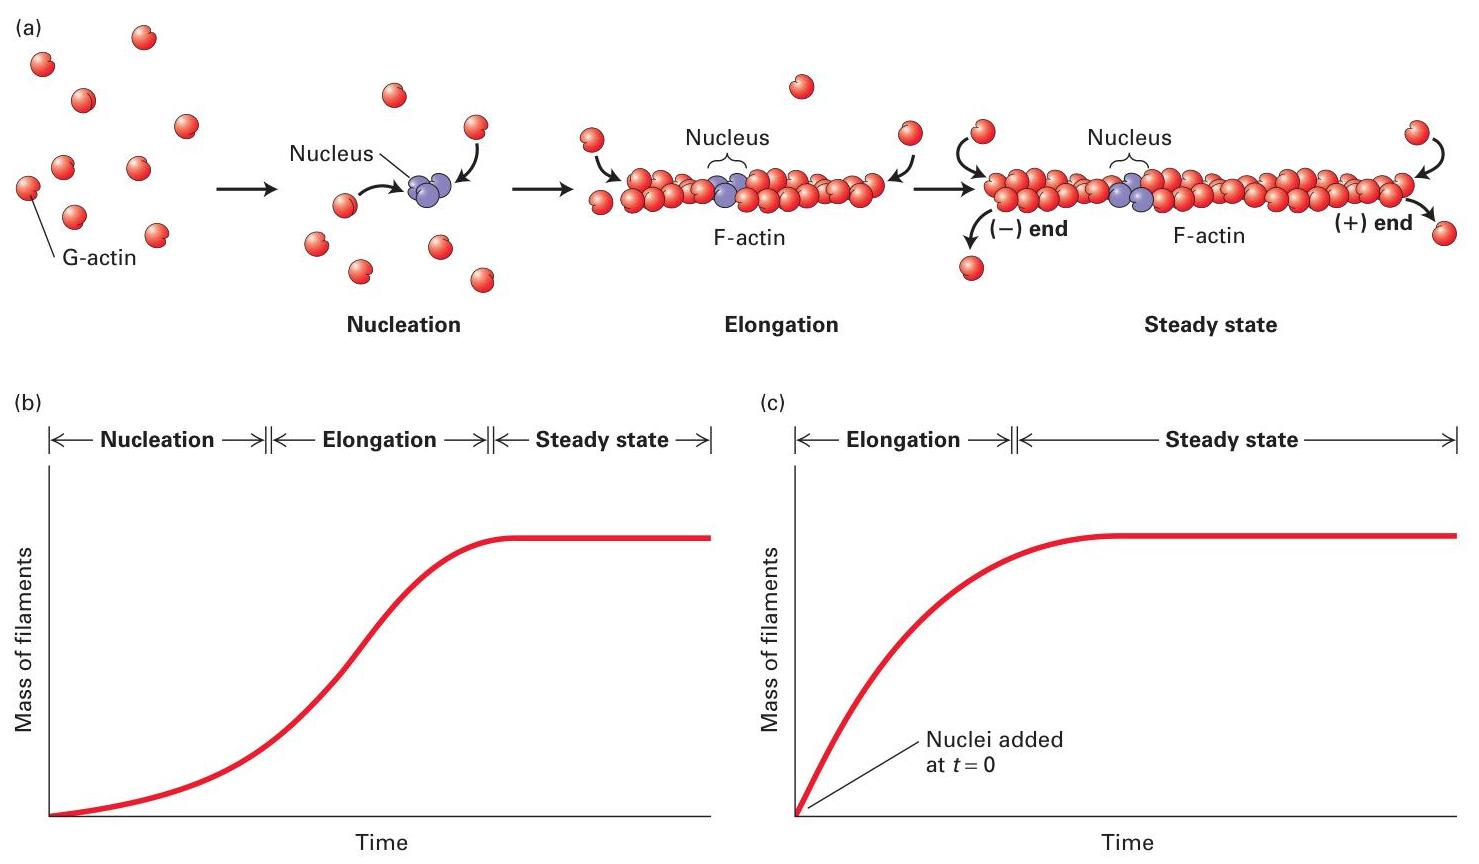 (a)
Nucleus
G-actin
Nucleation
Nucleus
F-actin
Elongation
Nucleus
(−) end
F-actin
(+) end
Steady state
(b)
Nucleation
Elongation
Steady state
Mass of filaments
Time
(c)
Elongation
Steady state
Mass of filaments
Nuclei added
at t = 0
Time